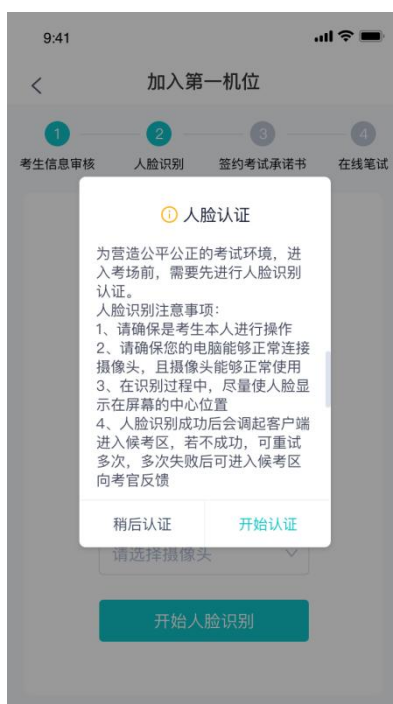 9:41
加入第一机位
1
2
3
4
考生信息审核
人脸识别
签约考试承诺书
在线笔试
人脸认证
为营造公平公正的考试环境，进
入考场前，需要先进行人脸识别
认证。
人脸识别注意事项：
1、请确保是考生本人进行操作
2、请确保您的电脑能够正常连接
摄像头，且摄像头能够正常使用
3、在识别过程中，尽量使人脸显
示在屏幕的中心位置
4、人脸识别成功后会调起客户端
进入候考区，若不成功，可重试
多次，多次失败后可进入候考区
向考官反馈
稍后认证
开始认证
请选择摄像头
开始人脸识别